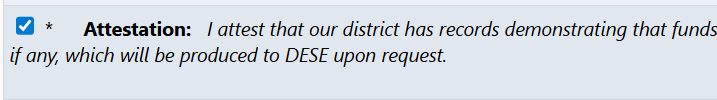 * Attestation: I attest that our district has records demonstrating that funds
if any, which will be produced to DESE upon request.